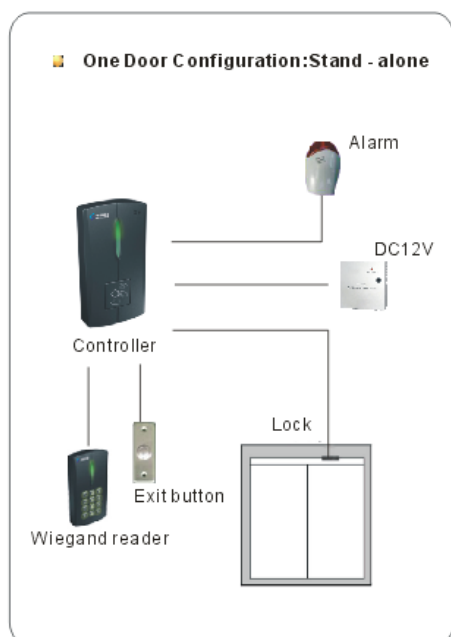 One Door Configuration:Stand - alone
Alarm
DC12V
Controller
Lock
Exit button
Wiegand reader